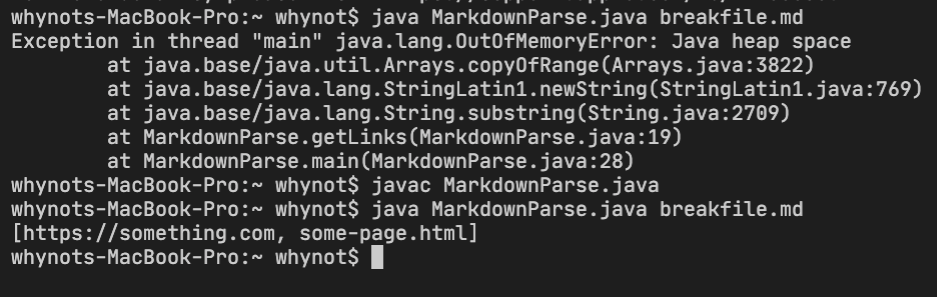 whynots-MacBook-Pro:~ whynot$ java MarkdownParse.java breakfile.md
Exception in thread "main" java.lang.OutOfMemoryError: Java heap space
        at java.base/java.util.Arrays.copyOfRange(Arrays.java:3822)
        at java.base/java.lang.StringLatin1.newString(StringLatin1.java:769)
        at java.base/java.lang.String.substring(String.java:2709)
        at MarkdownParse.getLinks(MarkdownParse.java:19)
        at MarkdownParse.main(MarkdownParse.java:28)
whynots-MacBook-Pro:~ whynot$ javac MarkdownParse.java
whynots-MacBook-Pro:~ whynot$ java MarkdownParse.java breakfile.md
[https://something.com, some-page.html]
whynots-MacBook-Pro:~ whynot$